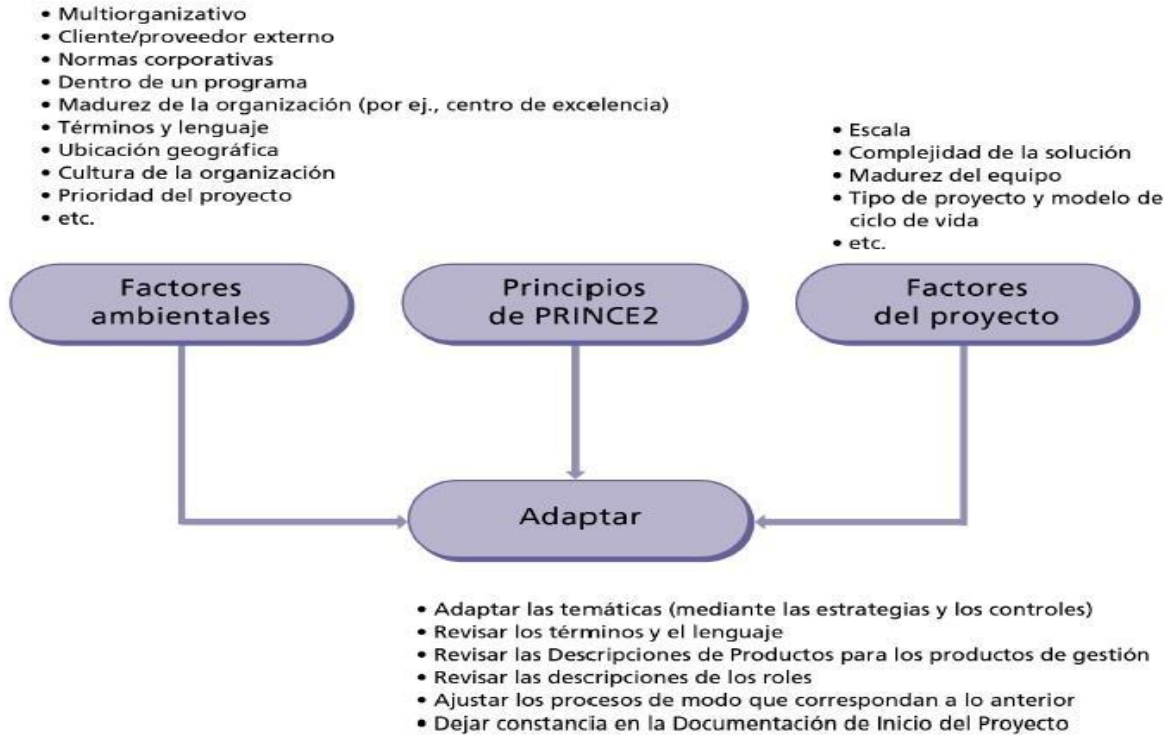 • Multiorganizativo
• Cliente/proveedor externo
• Normas corporativas
• Dentro de un programa
• Madurez de la organización (por ej., centro de excelencia)
• Términos y lenguaje
• Ubicación geográfica
• Cultura de la organización
• Prioridad del proyecto
• etc.
• Escala
• Complejidad de la solución
• Madurez del equipo
• Tipo de proyecto y modelo de
ciclo de vida
• etc.
Factores
ambientales
Principios
de PRINCE2
Factores
del proyecto
Adaptar
• Adaptar las temáticas (mediante las estrategias y los controles)
• Revisar los términos y el lenguaje
• Revisar las Descripciones de Productos para los productos de gestión
• Revisar las descripciones de los roles
• Ajustar los procesos de modo que correspondan a lo anterior
• Dejar constancia en la Documentación de Inicio del Proyecto